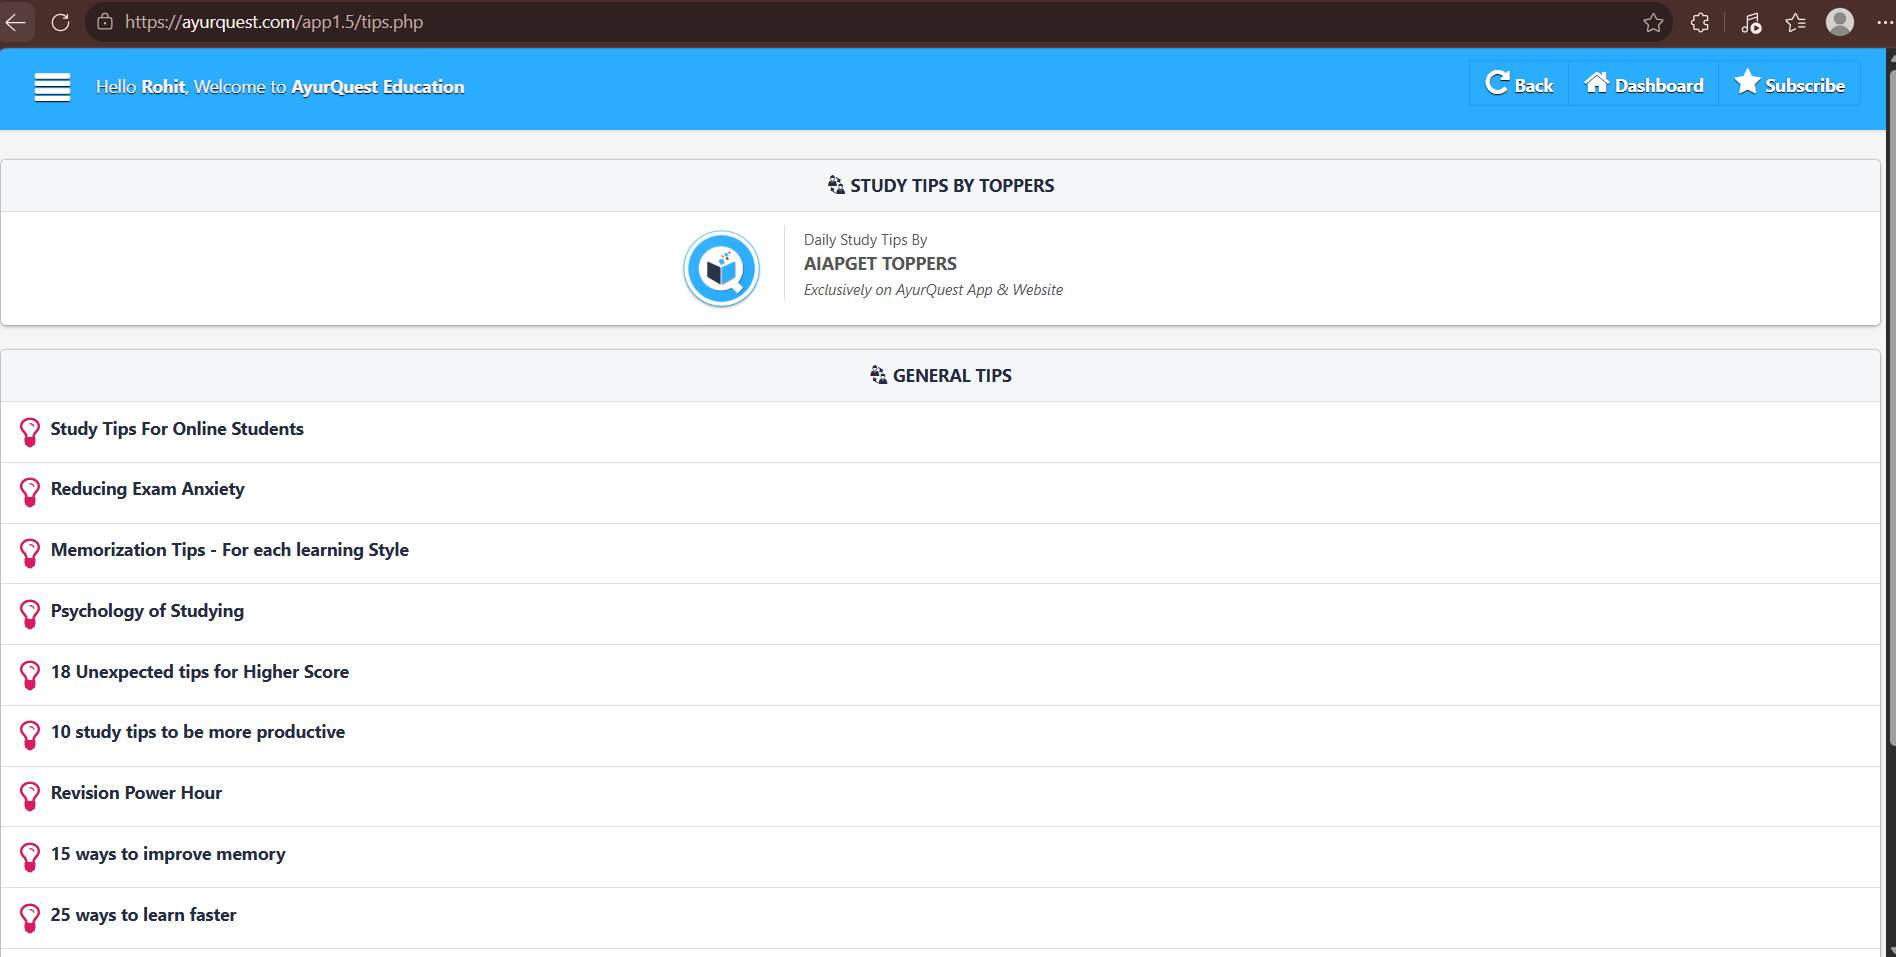 https://ayurquest.com/app1.5/tips.php
Hello Rohit, Welcome to AyurQuest Education
Back
Dashboard
Subscribe
STUDY TIPS BY TOPPERS
Daily Study Tips By
AIAPGET TOPPERS
Exclusively on AyurQuest App & Website
GENERAL TIPS
Study Tips For Online Students
Reducing Exam Anxiety
Memorization Tips - For each learning Style
Psychology of Studying
18 Unexpected tips for Higher Score
10 study tips to be more productive
Revision Power Hour
15 ways to improve memory
25 ways to learn faster